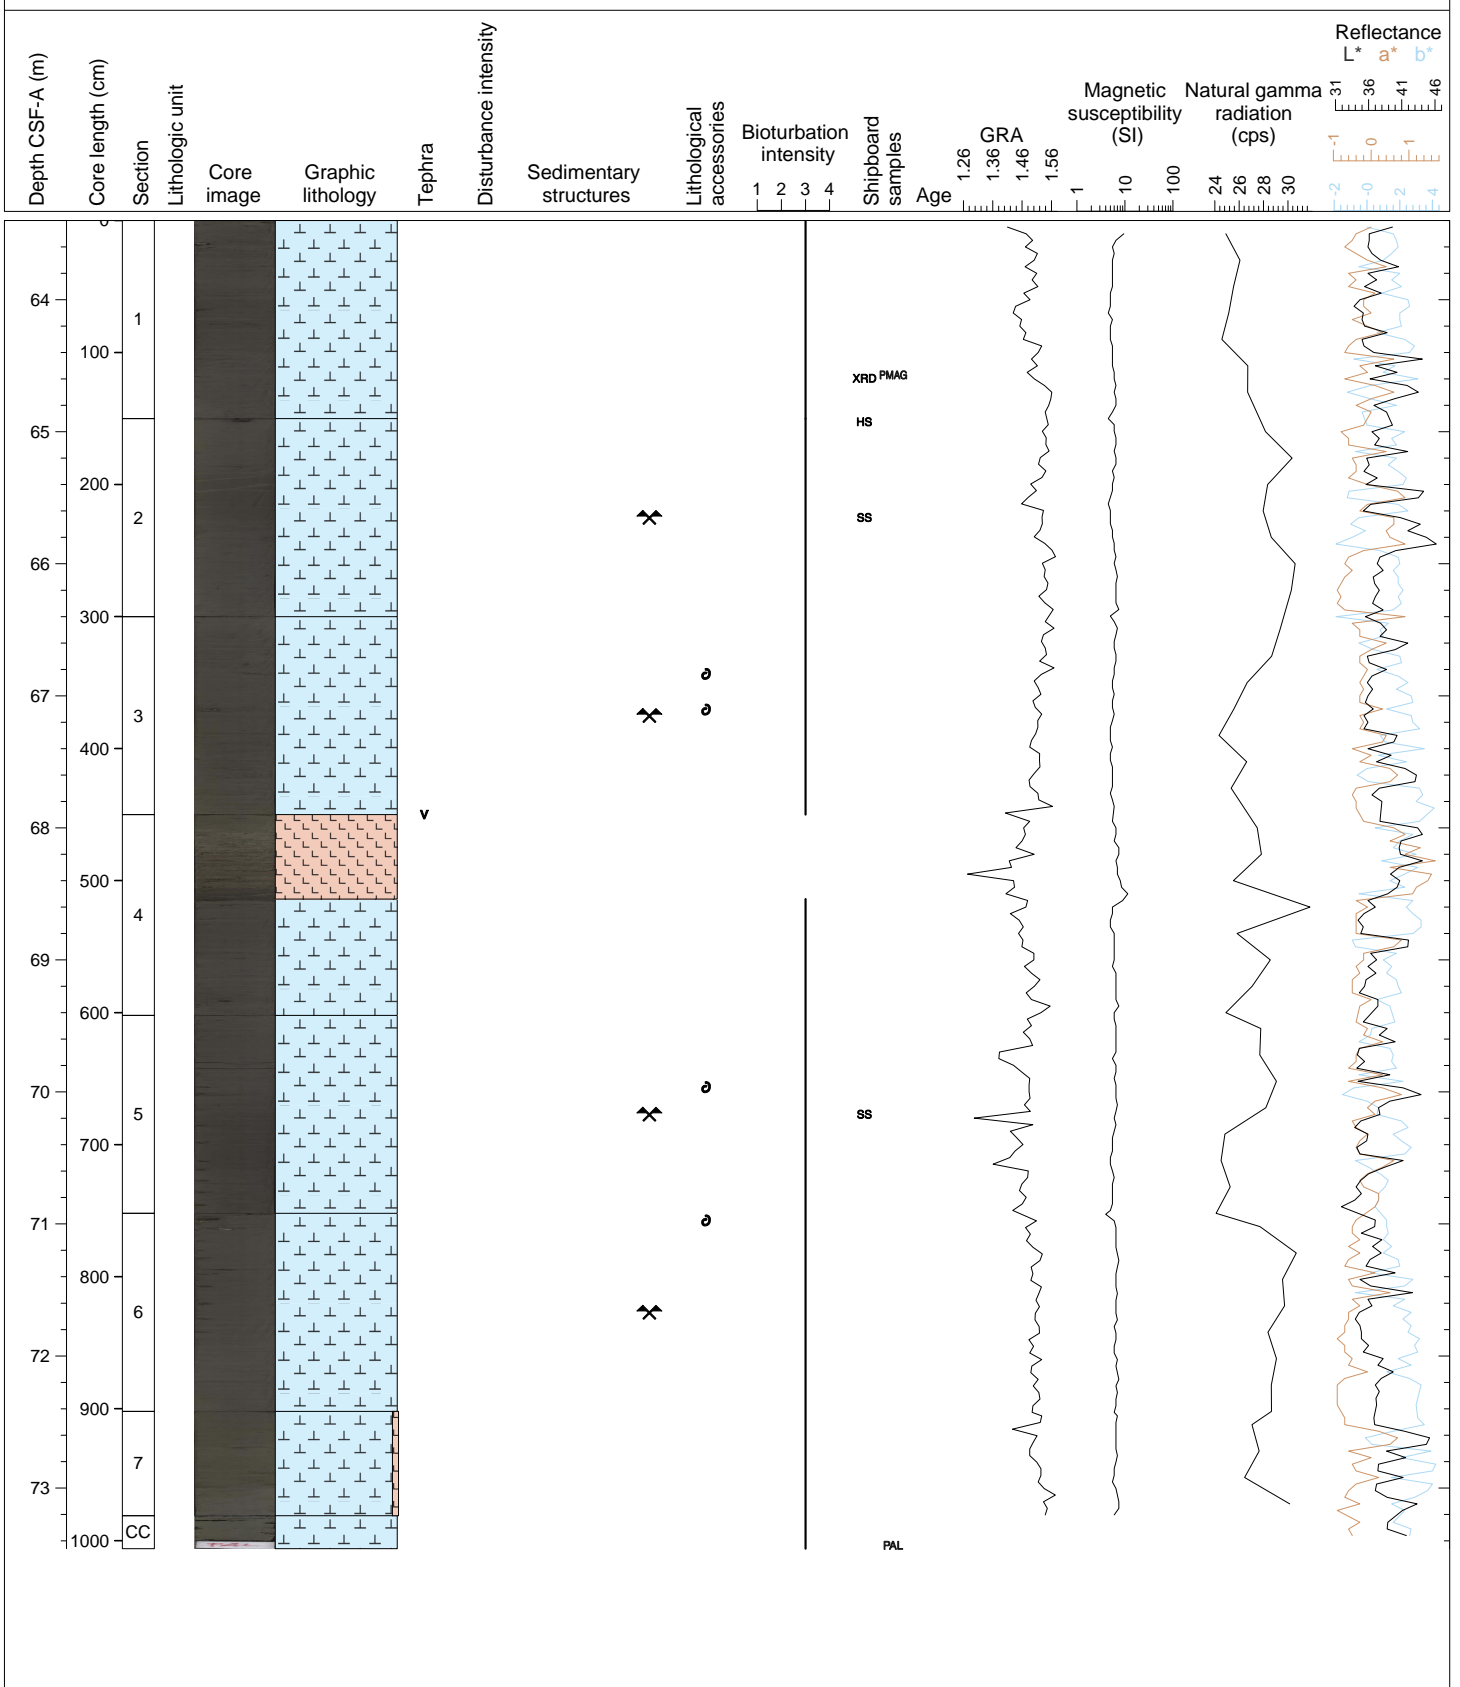 Depth CSF-A (m)
Core length (cm)
Section
Lithologic unit
Core
image
Graphic
lithology
Tephra
Disturbance intensity
Sedimentary
structures
Lithological
accessories
Bioturbation
intensity
1 2 3 4
Shipboard
samples
Age
GRA
1.26 1.36 1.46 1.56
Magnetic
susceptibility
(SI)
1 10 100
Natural gamma
radiation
(cps)
24 26 28 30
Reflectance
L* a* b*
31 36 41 46
-1 0 1
-2 -0 2 4
0
64
1
100
XRD PMAG
65
HS
200
2
SS
66
300
67
3
400
V
68
500
4
69
600
70
5
SS
700
71
800
6
72
900
7
73
CC
1000
PAL